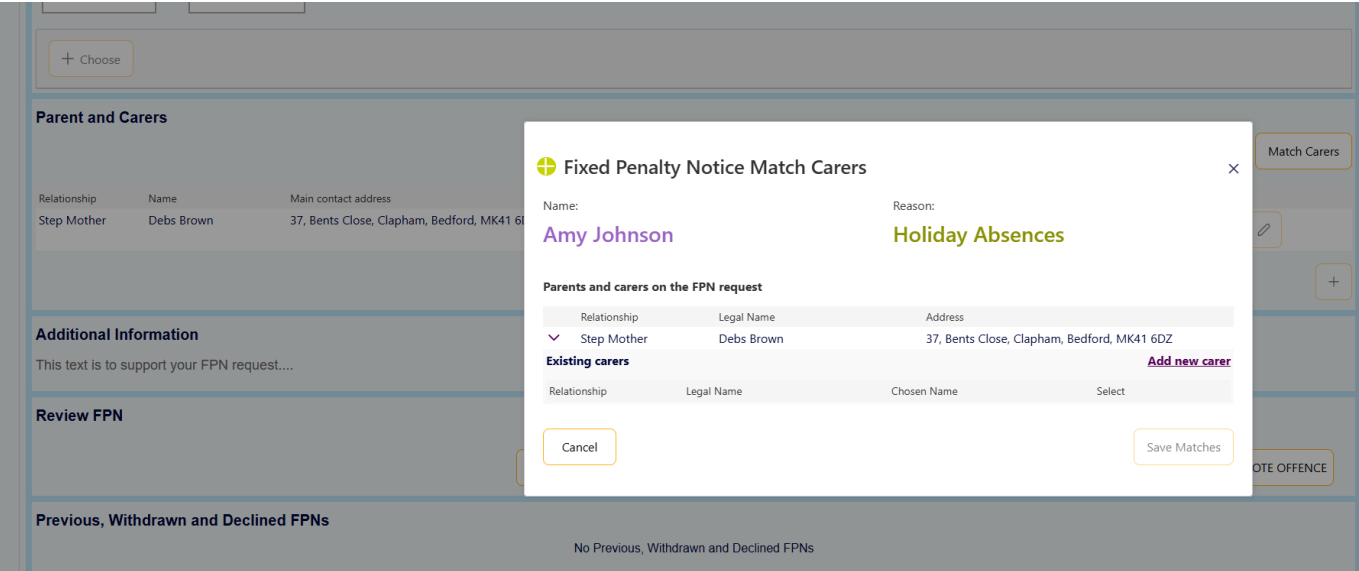 + Choose
Parent and Carers
Match Carers
Relationship Name Main contact address
Step Mother Debs Brown 37, Bents Close, Clapham, Bedford, MK41 6
Fixed Penalty Notice Match Carers
Name: Reason:
Amy Johnson Holiday Absences
Parents and carers on the FPN request
Relationship Legal Name Address
Step Mother Debs Brown 37, Bents Close, Clapham, Bedford, MK41 6DZ
Existing carers Add new carer
Relationship Legal Name Chosen Name Select
Cancel Save Matches
Additional Information
This text is to support your FPN request....
Review FPN
OTE OFFENCE
Previous, Withdrawn and Declined FPNs
No Previous, Withdrawn and Declined FPNs